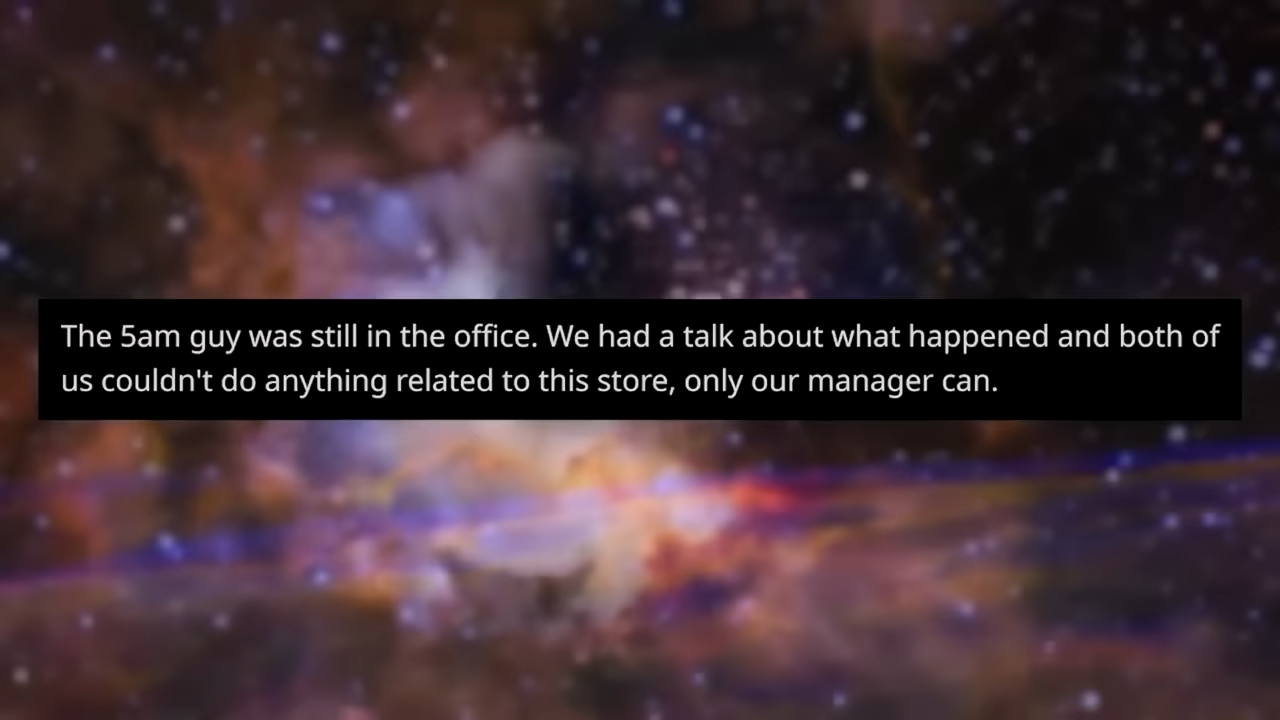 The 5am guy was still in the office. We had a talk about what happened and both of
us couldn't do anything related to this store, only our manager can.